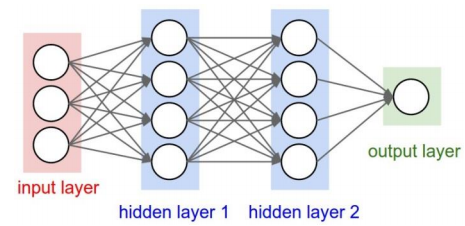 output layer
input layer
hidden layer 1
hidden layer 2